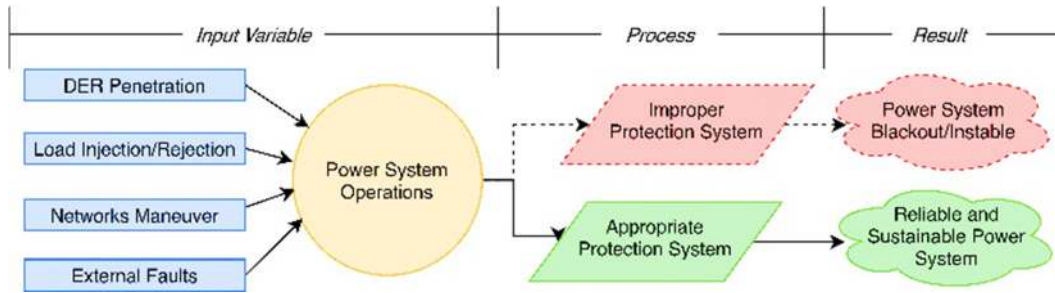 Input Variable
Process
Result
DER Penetration
Load Injection/Rejection
Networks Maneuver
External Faults
Power System
Operations
Improper
Protection System
Power System
Blackout/Instable
Appropriate
Protection System
Reliable and
Sustainable Power
System